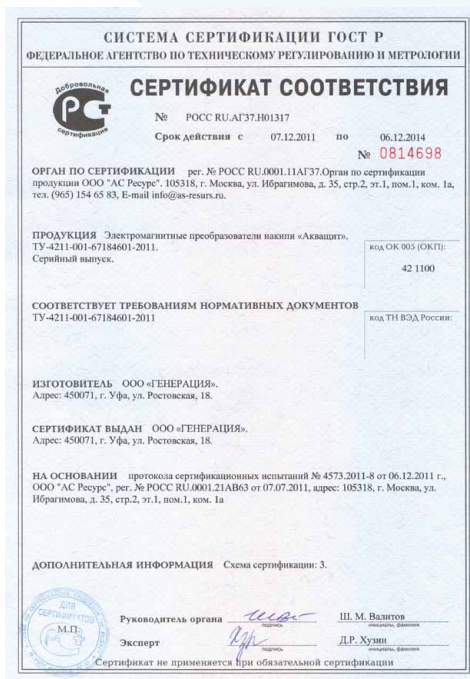 СИСТЕМА СЕРТИФИКАЦИИ ГОСТ Р
ФЕДЕРАЛЬНОЕ АГЕНТСТВО ПО ТЕХНИЧЕСКОМУ РЕГУЛИРОВАНИЮ И МЕТРОЛОГИИ
Добровольная
сертификация
СЕРТИФИКАТ СООТВЕТСТВИЯ
№ РОСС RU.АГ37.Н01317
Срок действия с 07.12.2011 по 06.12.2014
№ 0814698
ОРГАН ПО СЕРТИФИКАЦИИ рег. № РОСС RU.0001.11АГ37.Орган по сертификации
продукции ООО "АС Ресурс". 105318, г. Москва, ул. Ибрагимова, д. 35, стр.2, эт.1, пом.1, ком. 1а,
тел. (965) 154 65 83, E-mail info@as-resurs.ru.
ПРОДУКЦИЯ Электромагнитные преобразователи накипи «Акващит».
ТУ-4211-001-67184601-2011.
Серийный выпуск.
код ОК 005 (ОКП):
42 1100
СООТВЕТСТВУЕТ ТРЕБОВАНИЯМ НОРМАТИВНЫХ ДОКУМЕНТОВ
ТУ-4211-001-67184601-2011
код ТН ВЭД России:
ИЗГОТОВИТЕЛЬ ООО «ГЕНЕРАЦИЯ».
Адрес: 450071, г. Уфа, ул. Ростовская, 18.
СЕРТИФИКАТ ВЫДАН ООО «ГЕНЕРАЦИЯ».
Адрес: 450071, г. Уфа, ул. Ростовская, 18.
НА ОСНОВАНИИ протокола сертификационных испытаний № 4573.2011-8 от 06.12.2011 г.,
ООО "АС Ресурс", рег. № РОСС RU.0001.21АВ63 от 07.07.2011, адрес: 105318, г. Москва, ул.
Ибрагимова, д. 35, стр.2, эт.1, пом.1, ком. 1а
ДОПОЛНИТЕЛЬНАЯ ИНФОРМАЦИЯ Схема сертификации: 3.
ДЛЯ
СЕРТИФИКАТОВ
М.П.
Руководитель органа Ш. М. Валитов
подпись инициалы, фамилия
Эксперт Д.Р. Хузин
подпись инициалы, фамилия
Сертификат не применяется при обязательной сертификации